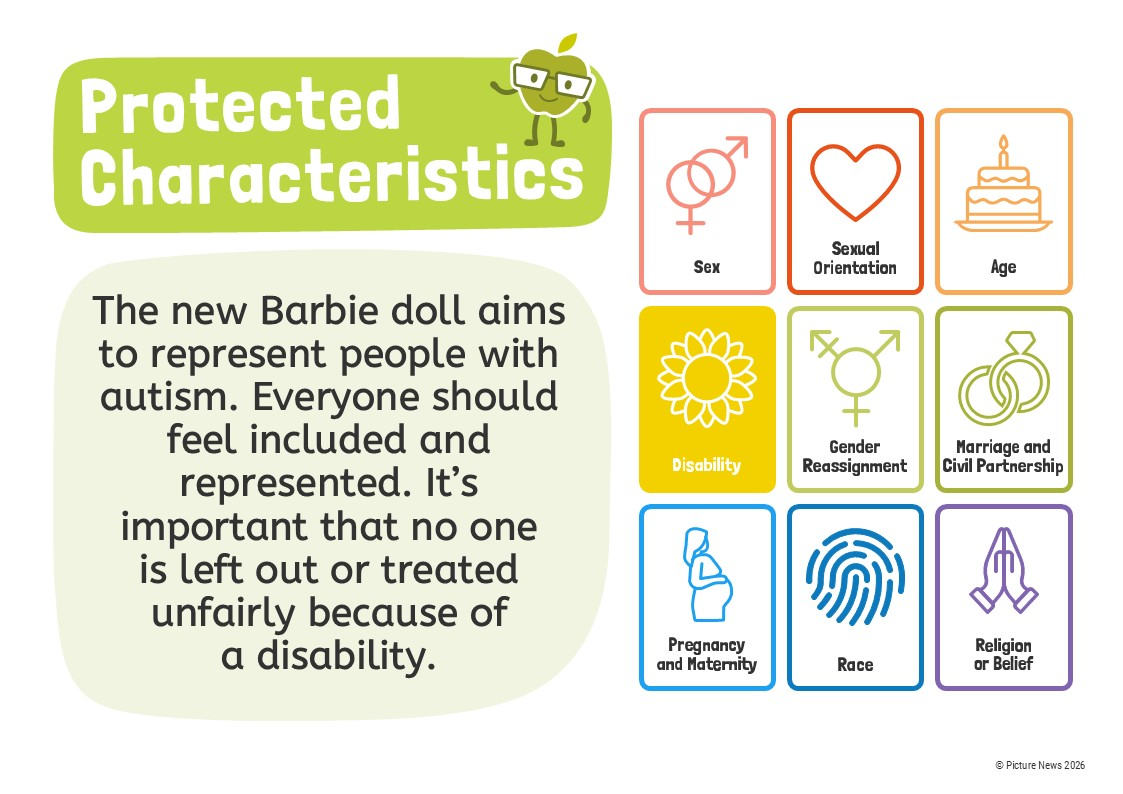 Protected
Characteristics
The new Barbie doll aims
to represent people with
autism. Everyone should
feel included and
represented. It’s
important that no one
is left out or treated
unfairly because of
a disability.
Sex
Sexual
Orientation
Age
Disability
Gender
Reassignment
Marriage and
Civil Partnership
Pregnancy
and Maternity
Race
Religion
or Belief
© Picture News 2026